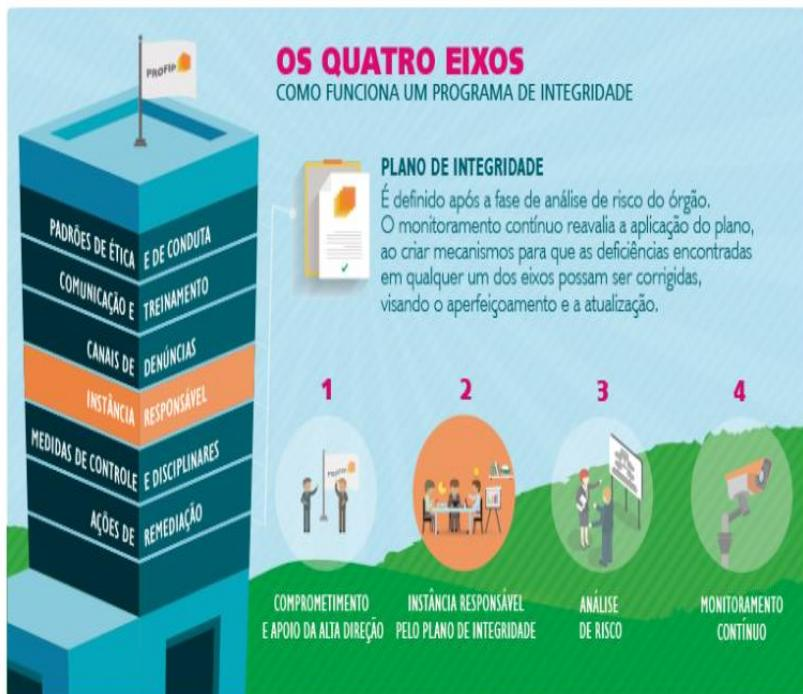 PROFIP
OS QUATRO EIXOS
COMO FUNCIONA UM PROGRAMA DE INTEGRIDADE
PLANO DE INTEGRIDADE
É definido após a fase de análise de risco do órgão.
O monitoramento contínuo reavalia a aplicação do plano,
ao criar mecanismos para que as deficiências encontradas
em qualquer um dos eixos possam ser corrigidas,
visando o aperfeiçoamento e a atualização.
PADRÕES DE ÉTICA E DE CONDUTA
COMUNICAÇÃO E TREINAMENTO
CANAIS DE DENÚNCIAS
INSTÂNCIA RESPONSÁVEL
MEDIDAS DE CONTROLE E DISCIPLINARES
AÇÕES DE REMEDIAÇÃO
1
PROFIP
COMPROMETIMENTO
E APOIO DA ALTA DIREÇÃO
2
INSTÂNCIA RESPONSÁVEL
PELO PLANO DE INTEGRIDADE
3
ANÁLISE
DE RISCO
4
MONITORAMENTO
CONTÍNUO